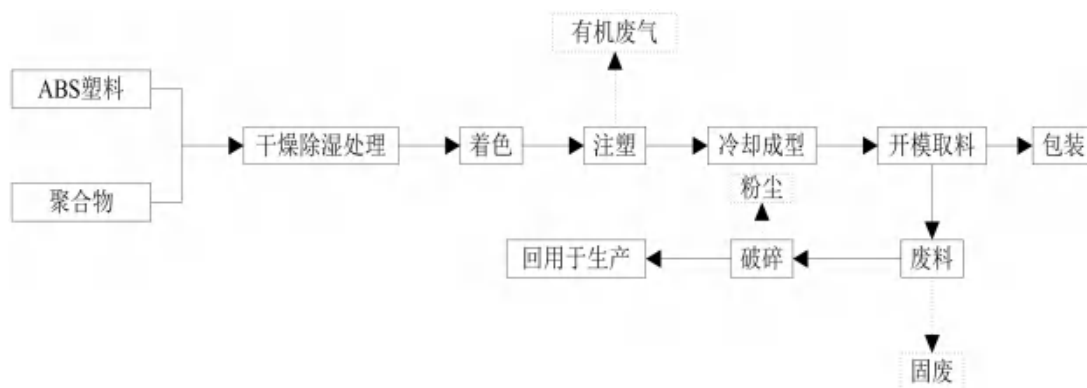 有机废气
ABS塑料
干燥除湿处理
着色
注塑
冷却成型
开模取料
包装
聚合物
粉尘
回用于生产
破碎
废料
固废